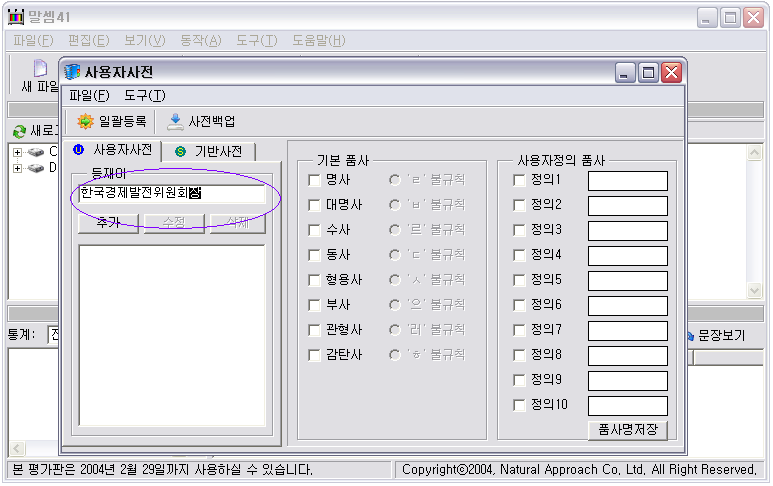 말셈41
파일(F) 편집(E) 보기(V) 동작(A) 도구(T) 도움말(H)
새 파일
새로고
C
D
통계:
문장보기
사용자사전
파일(F) 도구(T)
일괄등록 사전백업
사용자사전 기반사전
등재어
한국경제발전위원회
추가 수정 삭제
기본 품사
명사 'ㄹ' 불규칙
대명사 'ㅂ' 불규칙
수사 '르' 불규칙
동사 'ㄷ' 불규칙
형용사 'ㅅ' 불규칙
부사 '으' 불규칙
관형사 '러' 불규칙
감탄사 'ㅎ' 불규칙
사용자정의 품사
정의1
정의2
정의3
정의4
정의5
정의6
정의7
정의8
정의9
정의10
품사명저장
본 평가판은 2004년 2월 29일까지 사용하실 수 있습니다.
Copyright©2004, Natural Approach Co, Ltd, All Right Reserved,